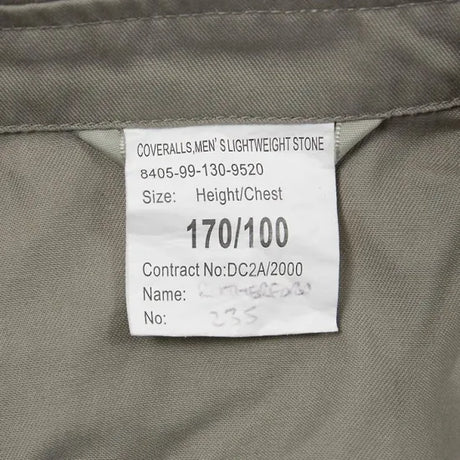 COVERALLS,MEN'S LIGHTWEIGHT STONE
8405-99-130-9520
Size: Height/Chest
170/100
Contract No:DC2A/2000
Name:
No: 235